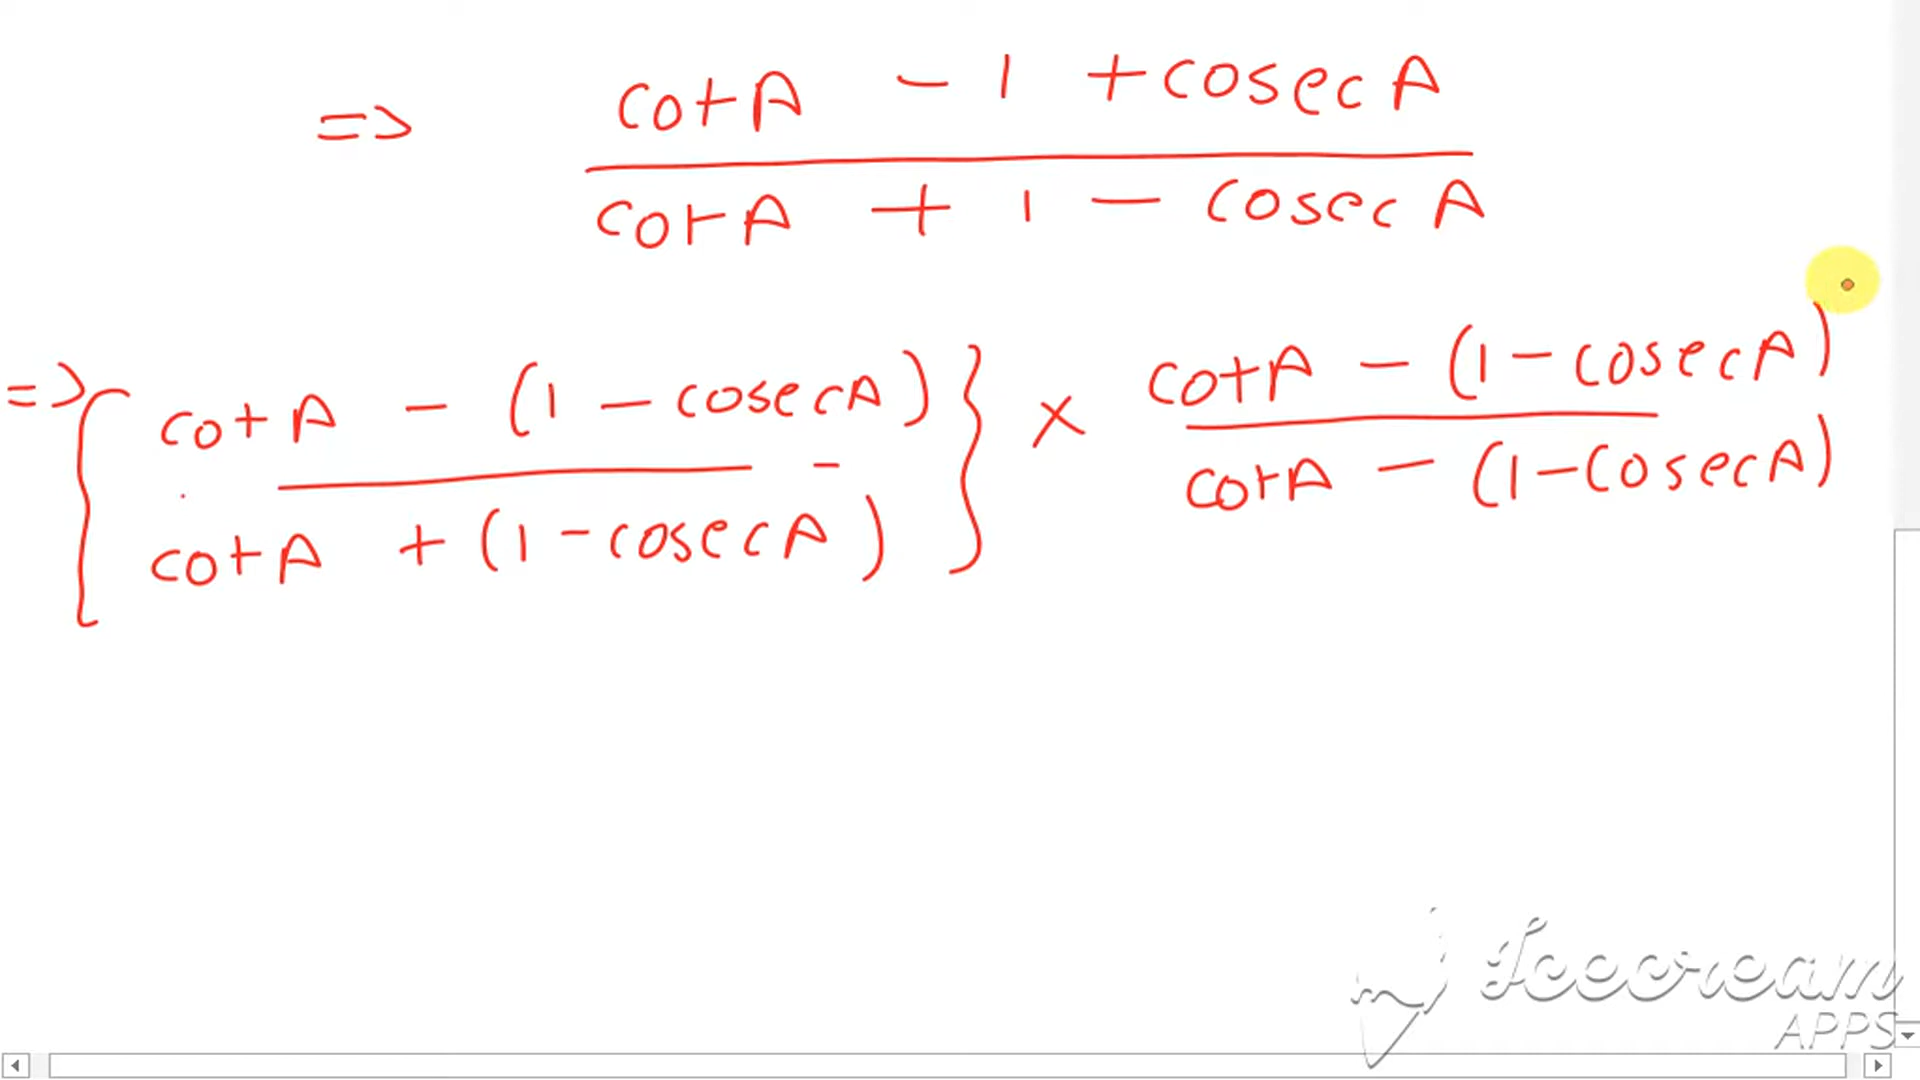 => cotA - 1 + cosecA
cotA + 1 - cosecA
=> { cotA - (1 - cosecA) } × cotA - (1 - cosecA)
cotA + (1 - cosecA) cotA - (1 - cosecA)
Icecream
APPS